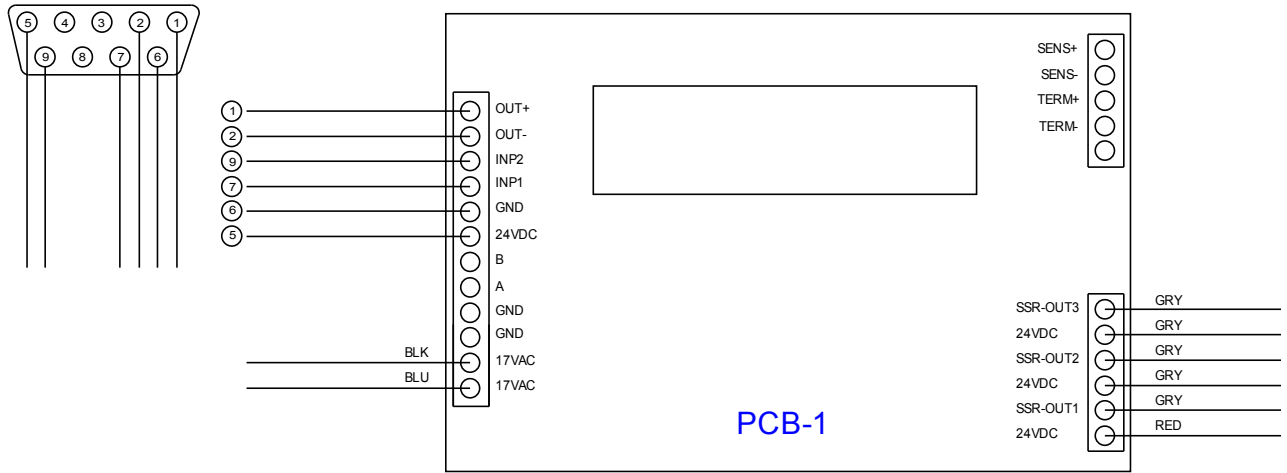 5 4 3 2 1
9 8 7 6
1 OUT+
2 OUT-
9 INP2
7 INP1
6 GND
5 24VDC
B
A
GND
GND
BLK 17VAC
BLU 17VAC
SENS+
SENS-
TERM+
TERM-
SSR-OUT3 GRY
24VDC GRY
SSR-OUT2 GRY
24VDC GRY
SSR-OUT1 GRY
24VDC RED
PCB-1